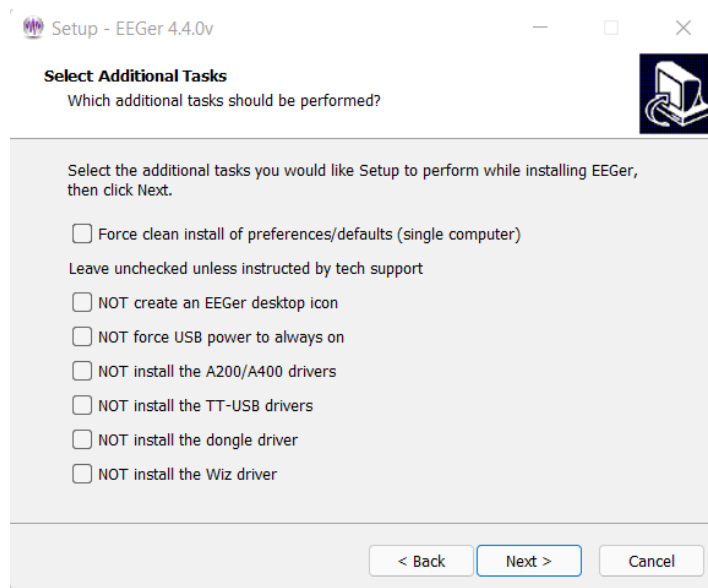 Setup - EEGer 4.4.0v
Select Additional Tasks
Which additional tasks should be performed?
Select the additional tasks you would like Setup to perform while installing EEGer,
then click Next.
Force clean install of preferences/defaults (single computer)
Leave unchecked unless instructed by tech support
NOT create an EEGer desktop icon
NOT force USB power to always on
NOT install the A200/A400 drivers
NOT install the TT-USB drivers
NOT install the dongle driver
NOT install the Wiz driver
< Back Next > Cancel